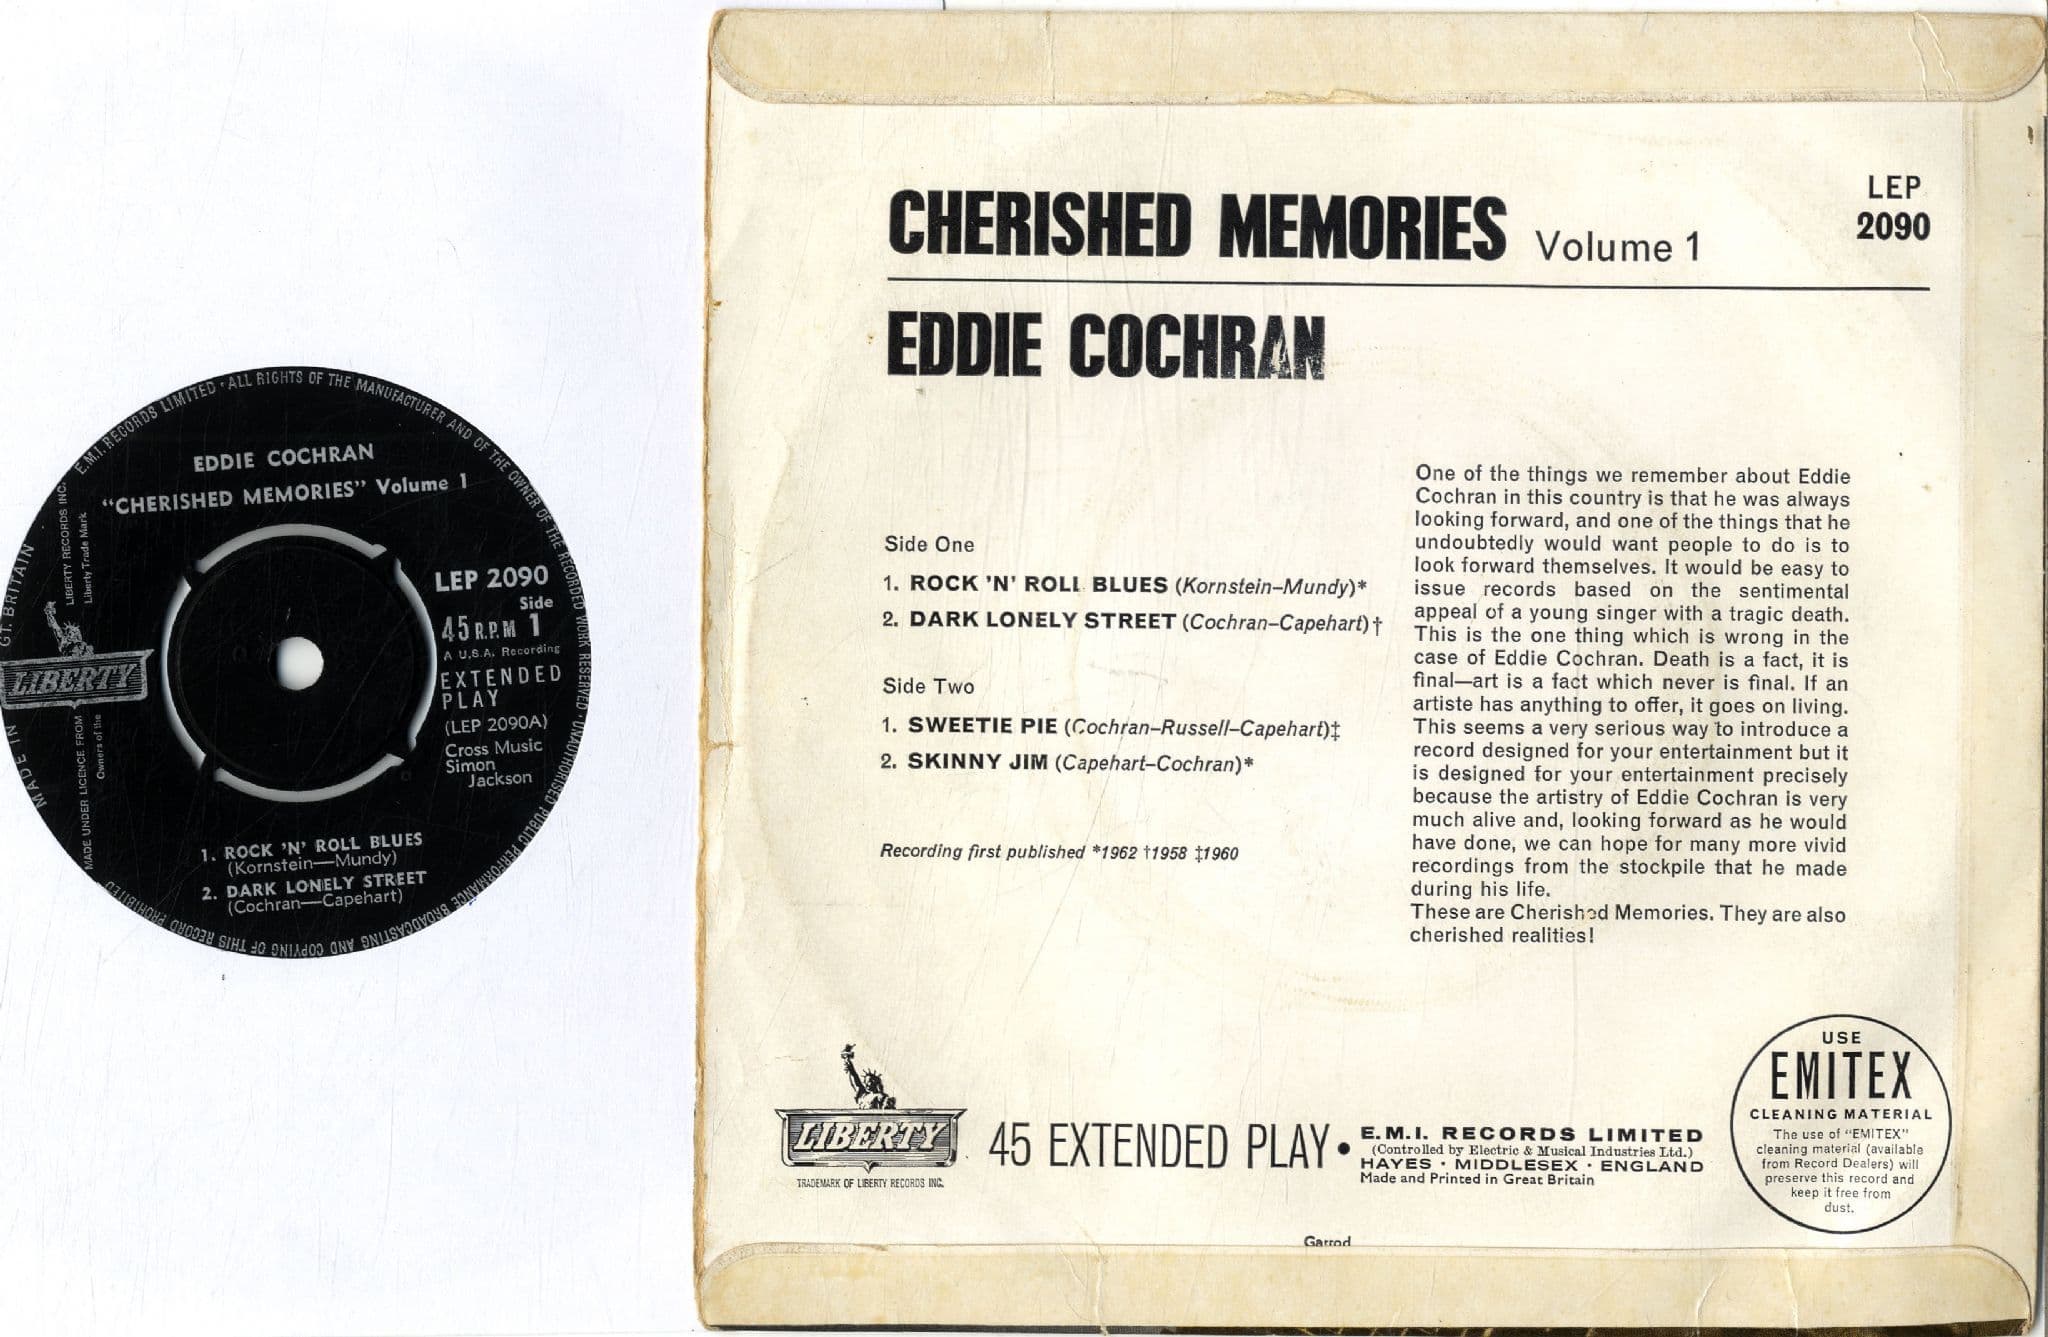 E.M.I. RECORDS LIMITED · ALL RIGHTS OF THE MANUFACTURER AND OF THE OWNER OF THE RECORDED WORK RESERVED · UNAUTHORISED PUBLIC PERFORMANCE BROADCASTING AND COPYING OF THIS RECORD PROHIBITED
MADE IN GT. BRITAIN
EDDIE COCHRAN
“CHERISHED MEMORIES” Volume 1
LIBERTY RECORDS INC.
Liberty Trade Mark
LIBERTY
MADE UNDER LICENCE FROM
Owners of the
LEP 2090
Side
45 R.P.M 1
A U.S.A. Recording
EXTENDED
PLAY
(LEP 2090A)
Cross Music
Simon
Jackson
1. ROCK ’N’ ROLL BLUES
(Kornstein—Mundy)
2. DARK LONELY STREET
(Cochran—Capehart)
CHERISHED MEMORIES Volume 1
LEP
2090
EDDIE COCHRAN
Side One
1. ROCK ’N’ ROLL BLUES (Kornstein–Mundy)*
2. DARK LONELY STREET (Cochran–Capehart)†
Side Two
1. SWEETIE PIE (Cochran–Russell–Capehart)‡
2. SKINNY JIM (Capehart–Cochran)*
Recording first published *1962 †1958 ‡1960
One of the things we remember about Eddie
Cochran in this country is that he was always
looking forward, and one of the things that he
undoubtedly would want people to do is to
look forward themselves. It would be easy to
issue records based on the sentimental
appeal of a young singer with a tragic death.
This is the one thing which is wrong in the
case of Eddie Cochran. Death is a fact, it is
final—art is a fact which never is final. If an
artiste has anything to offer, it goes on living.
This seems a very serious way to introduce a
record designed for your entertainment but it
is designed for your entertainment precisely
because the artistry of Eddie Cochran is very
much alive and, looking forward as he would
have done, we can hope for many more vivid
recordings from the stockpile that he made
during his life.
These are Cherished Memories. They are also
cherished realities!
LIBERTY
TRADEMARK OF LIBERTY RECORDS INC.
45 EXTENDED PLAY •
E.M.I. RECORDS LIMITED
(Controlled by Electric & Musical Industries Ltd.)
HAYES · MIDDLESEX · ENGLAND
Made and Printed in Great Britain
USE
EMITEX
CLEANING MATERIAL
The use of “EMITEX”
cleaning material (available
from Record Dealers) will
preserve this record and
keep it free from
dust.
Garrod